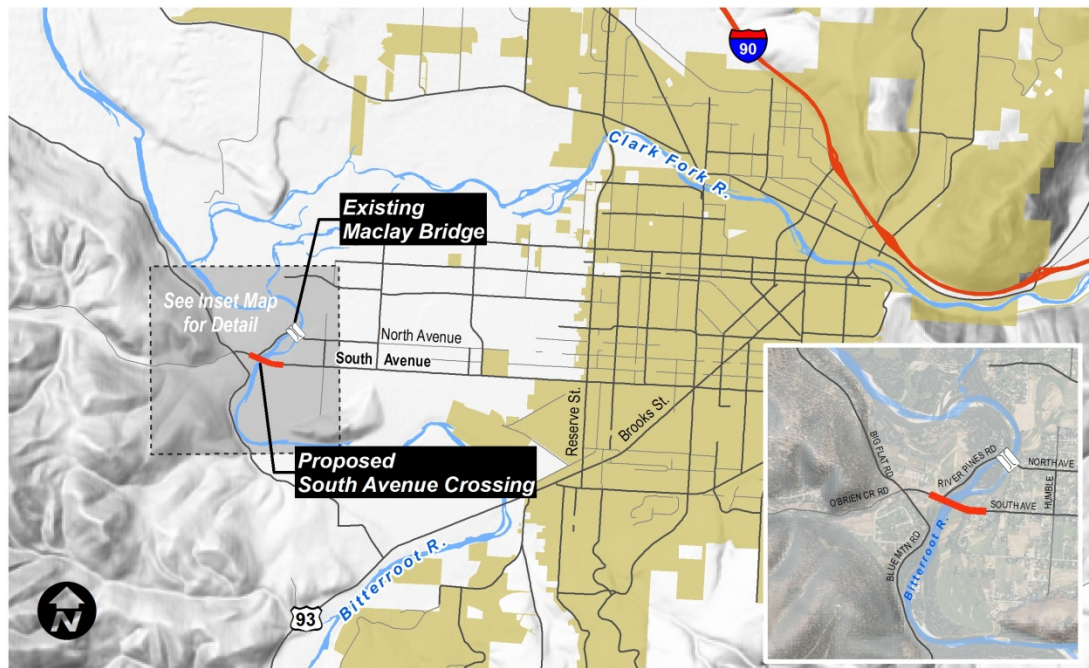 90
Clark Fork R.
Existing
Maclay Bridge
See Inset Map
for Detail
North Avenue
South Avenue
Reserve St.
Brooks St.
Proposed
South Avenue Crossing
Bitterroot R.
93
N
BIG FLAT RD
RIVER PINES RD
NORTH AVE
O'BRIEN CR RD
HUMBLE
SOUTH AVE
BLUE MTN RD
Bitterroot R.